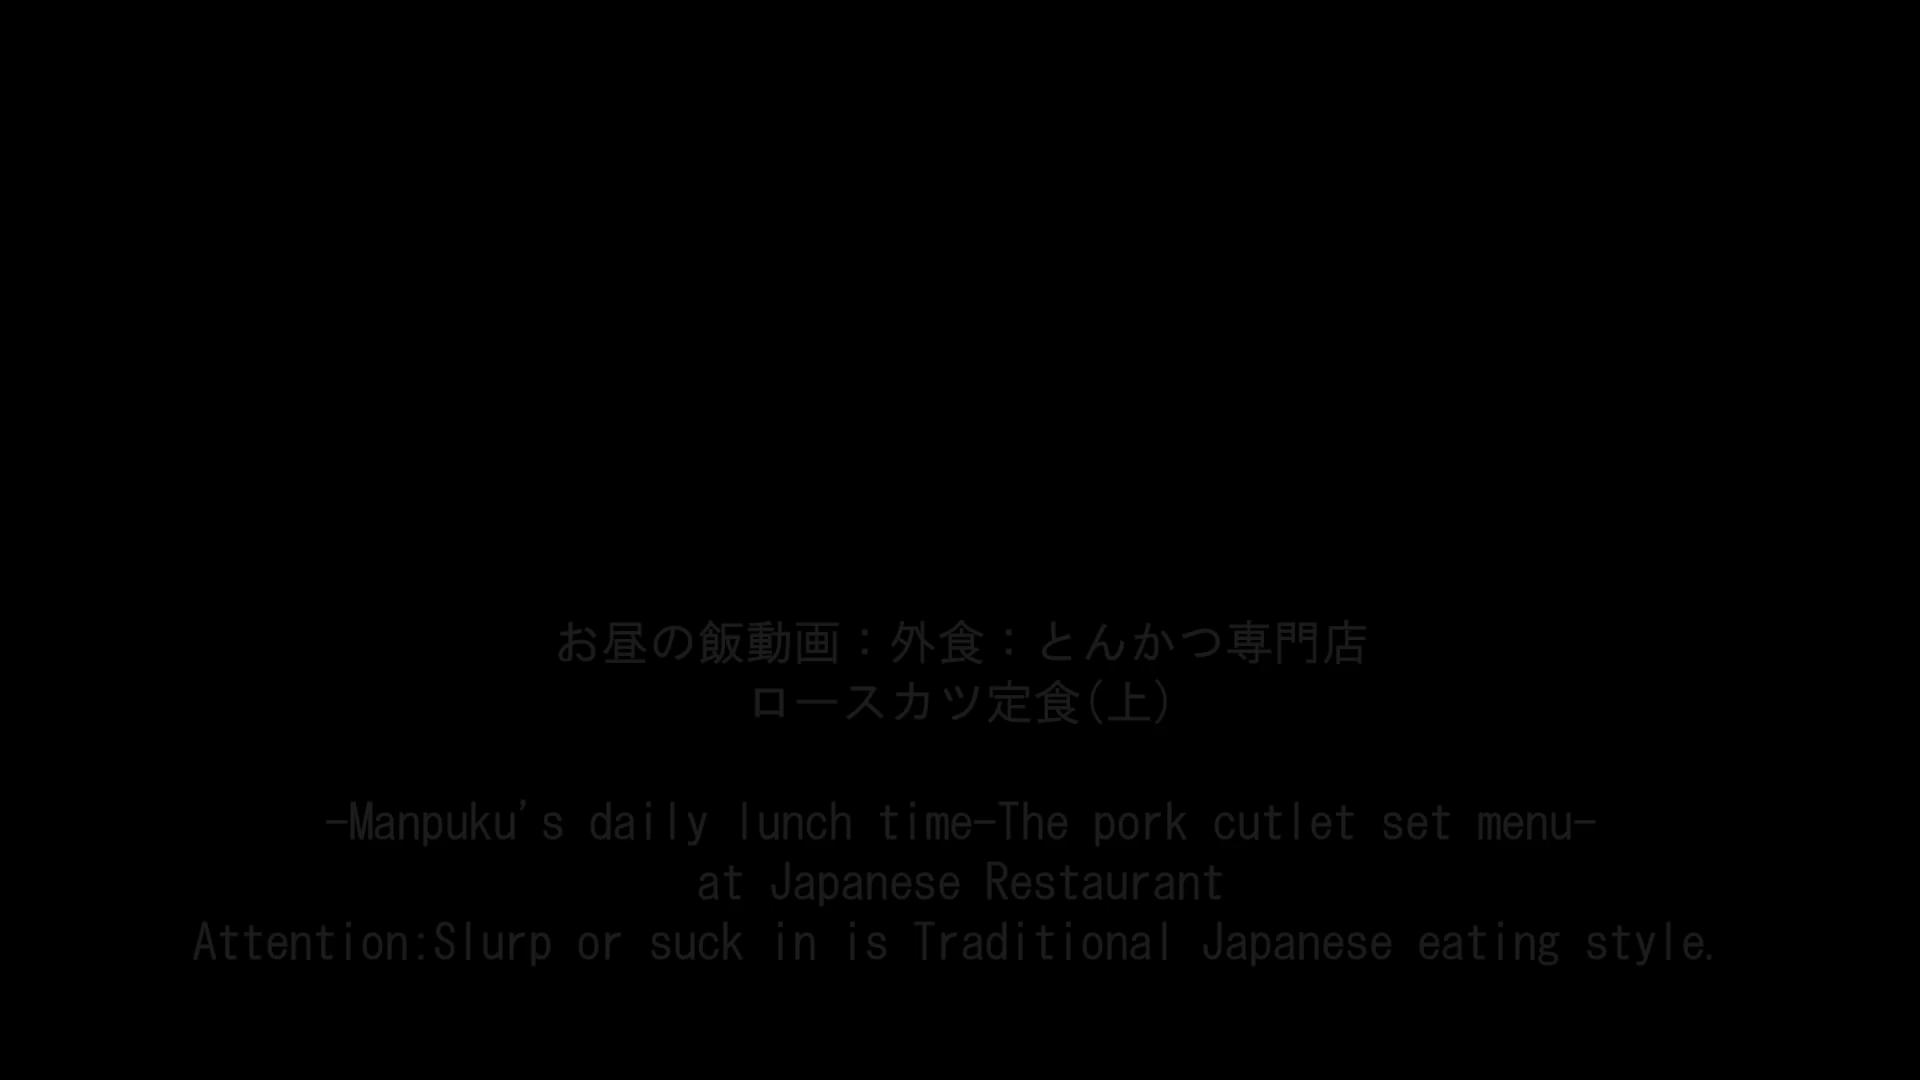 お昼の飯動画：外食：とんかつ専門店
ロースカツ定食(上)
-Manpuku's daily lunch time-The pork cutlet set menu-
at Japanese Restaurant
Attention:Slurp or suck in is Traditional Japanese eating style.